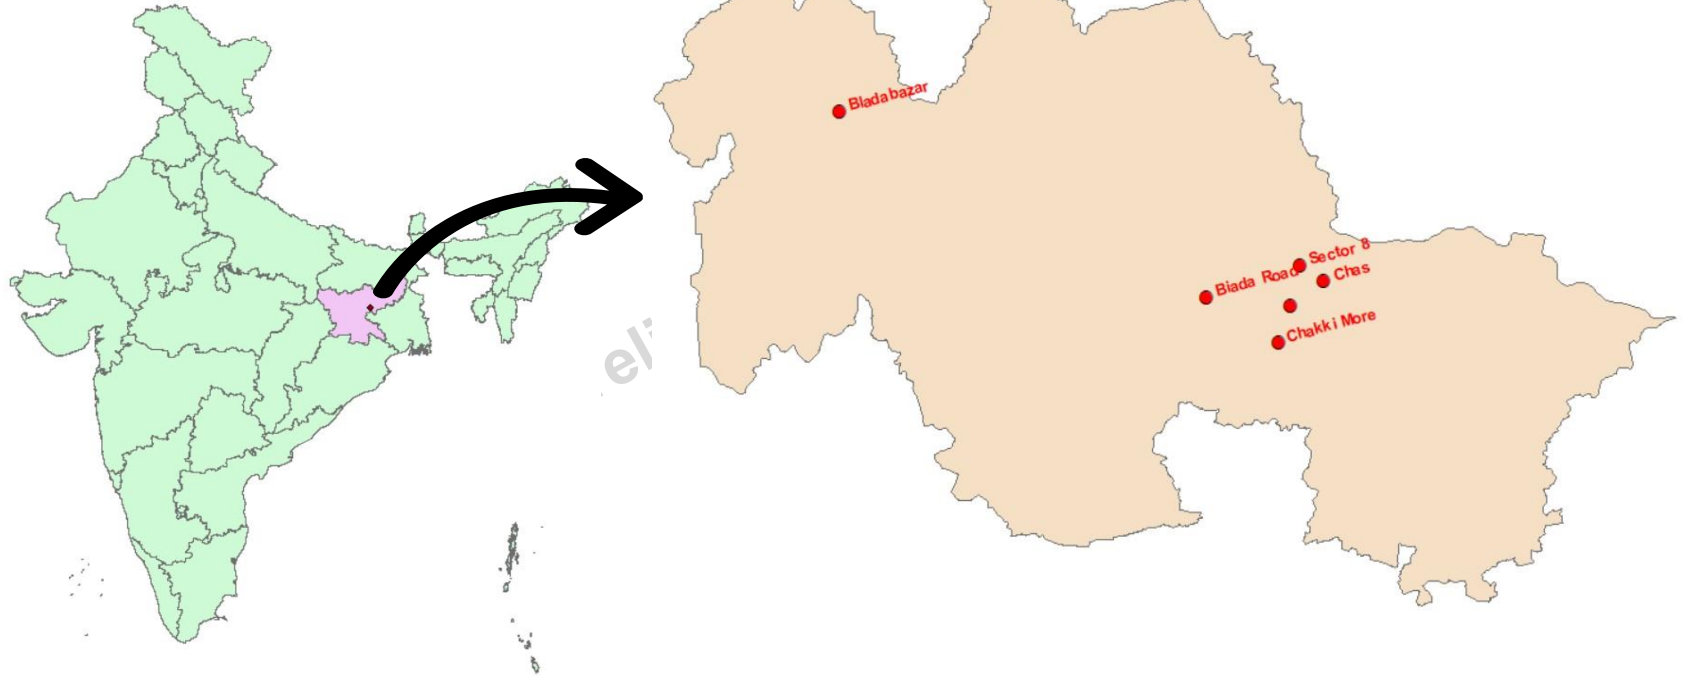 Bladabazar
Sector 8
Biada Road
Chas
Chakki More